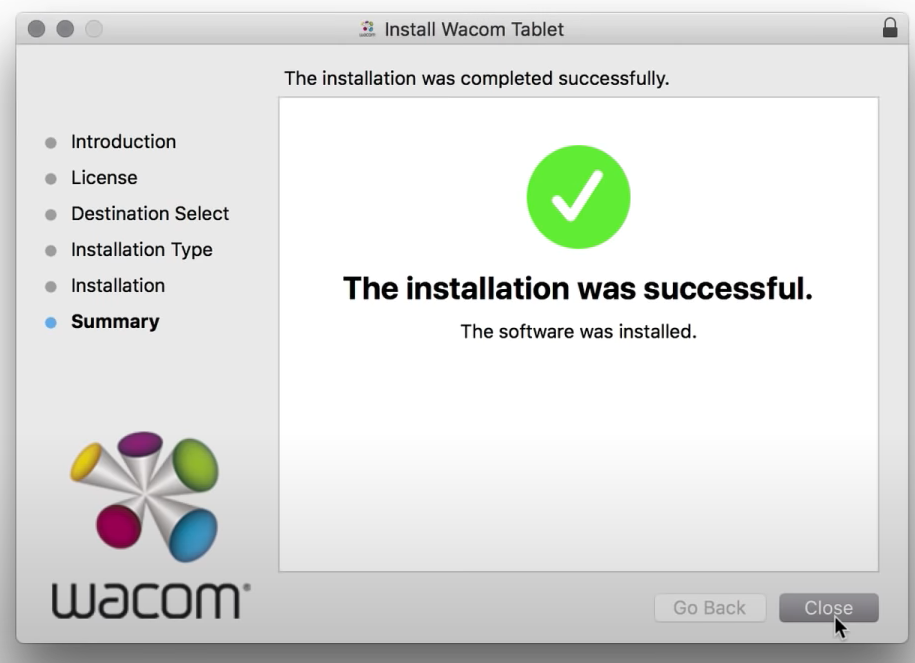 Install Wacom Tablet
The installation was completed successfully.
Introduction
License
Destination Select
Installation Type
Installation
Summary
The installation was successful.
The software was installed.
wacom®
Go Back
Close